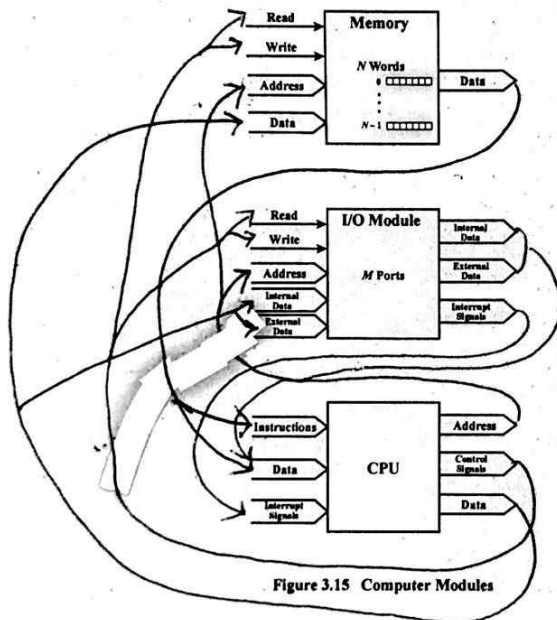 Read
Memory
Write
N Words
Address
0
Data
Data
N-1
Read
I/O Module
Internal
Data
Write
M Ports
External
Data
Address
Internal
Data
Interrupt
Signals
External
Data
Instructions
Address
CPU
Control
Signals
Data
Interrupt
Signals
Data
Figure 3.15 Computer Modules